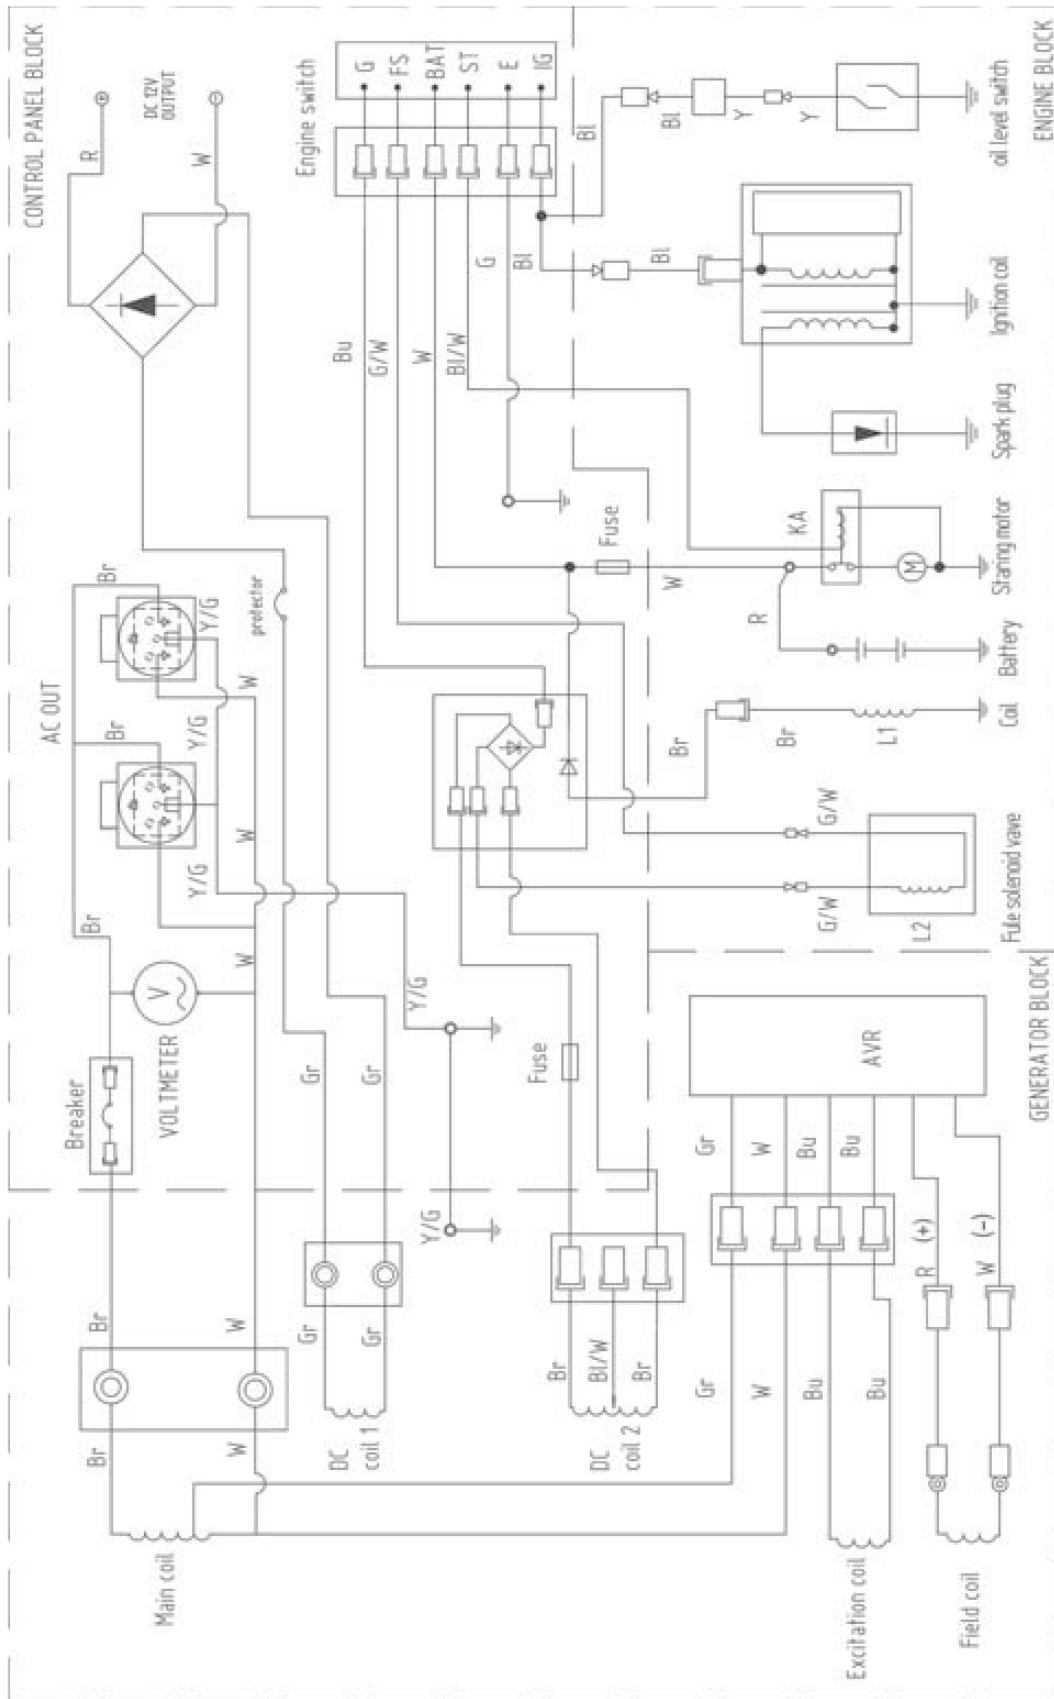 CONTROL PANEL BLOCK
R
DC 12V
OUTPUT
W
Engine switch
G
FS
BAT
ST
E
IG
Bl
Bl
Y
Y
oil level switch
ENGINE BLOCK
Bu
G/W
W
Bl/W
G
Bl
Bl
Ignition coil
Spark plug
AC OUT
Br
Y/G
protector
W
Br
Y/G
W
Y/G
Br
W
Fuse
W
KA
M
Staring motor
R
Battery
Br
Br
L1
Coil
G/W
G/W
L2
Fule solenoid vave
Breaker
V
VOLTMETER
Gr
Gr
Y/G
Fuse
Y/G
GENERATOR BLOCK
AVR
Gr
W
Bu
Bu
R
(+)
W
(-)
Br
W
Gr
Gr
Br
Bl/W
Br
Gr
W
Bu
Bu
Br
W
DC
coil 1
DC
coil 2
Main coil
Excitation coil
Field coil